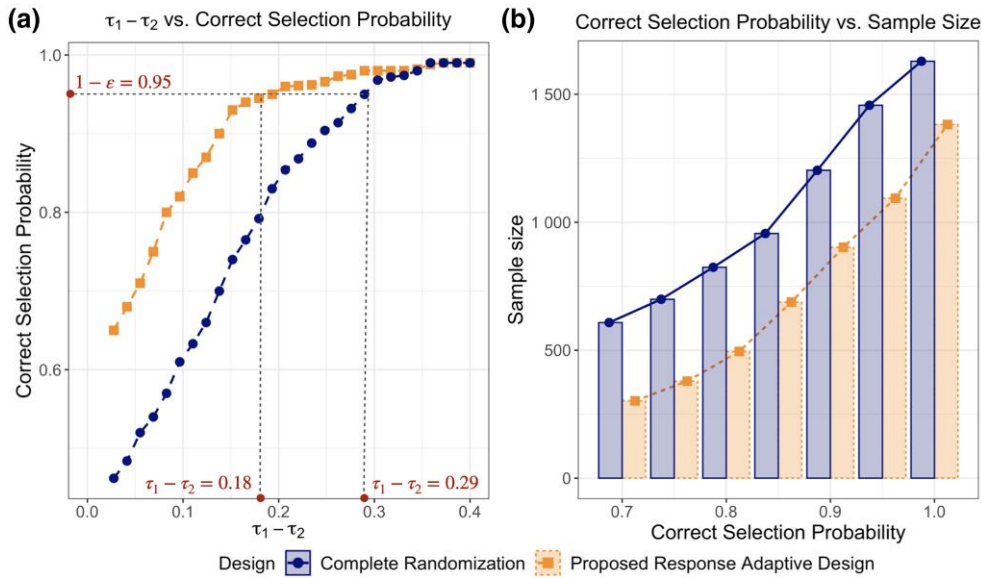 (a) τ₁ − τ₂ vs. Correct Selection Probability
1.0
1 − ε = 0.95
0.8
0.6
Correct Selection Probability
τ₁ − τ₂ = 0.18
τ₁ − τ₂ = 0.29
0.0 0.1 0.2 0.3 0.4
τ₁ − τ₂
(b) Correct Selection Probability vs. Sample Size
1 500
1 000
500
0
Sample size
0.7 0.8 0.9 1.0
Correct Selection Probability
Design Complete Randomization Proposed Response Adaptive Design